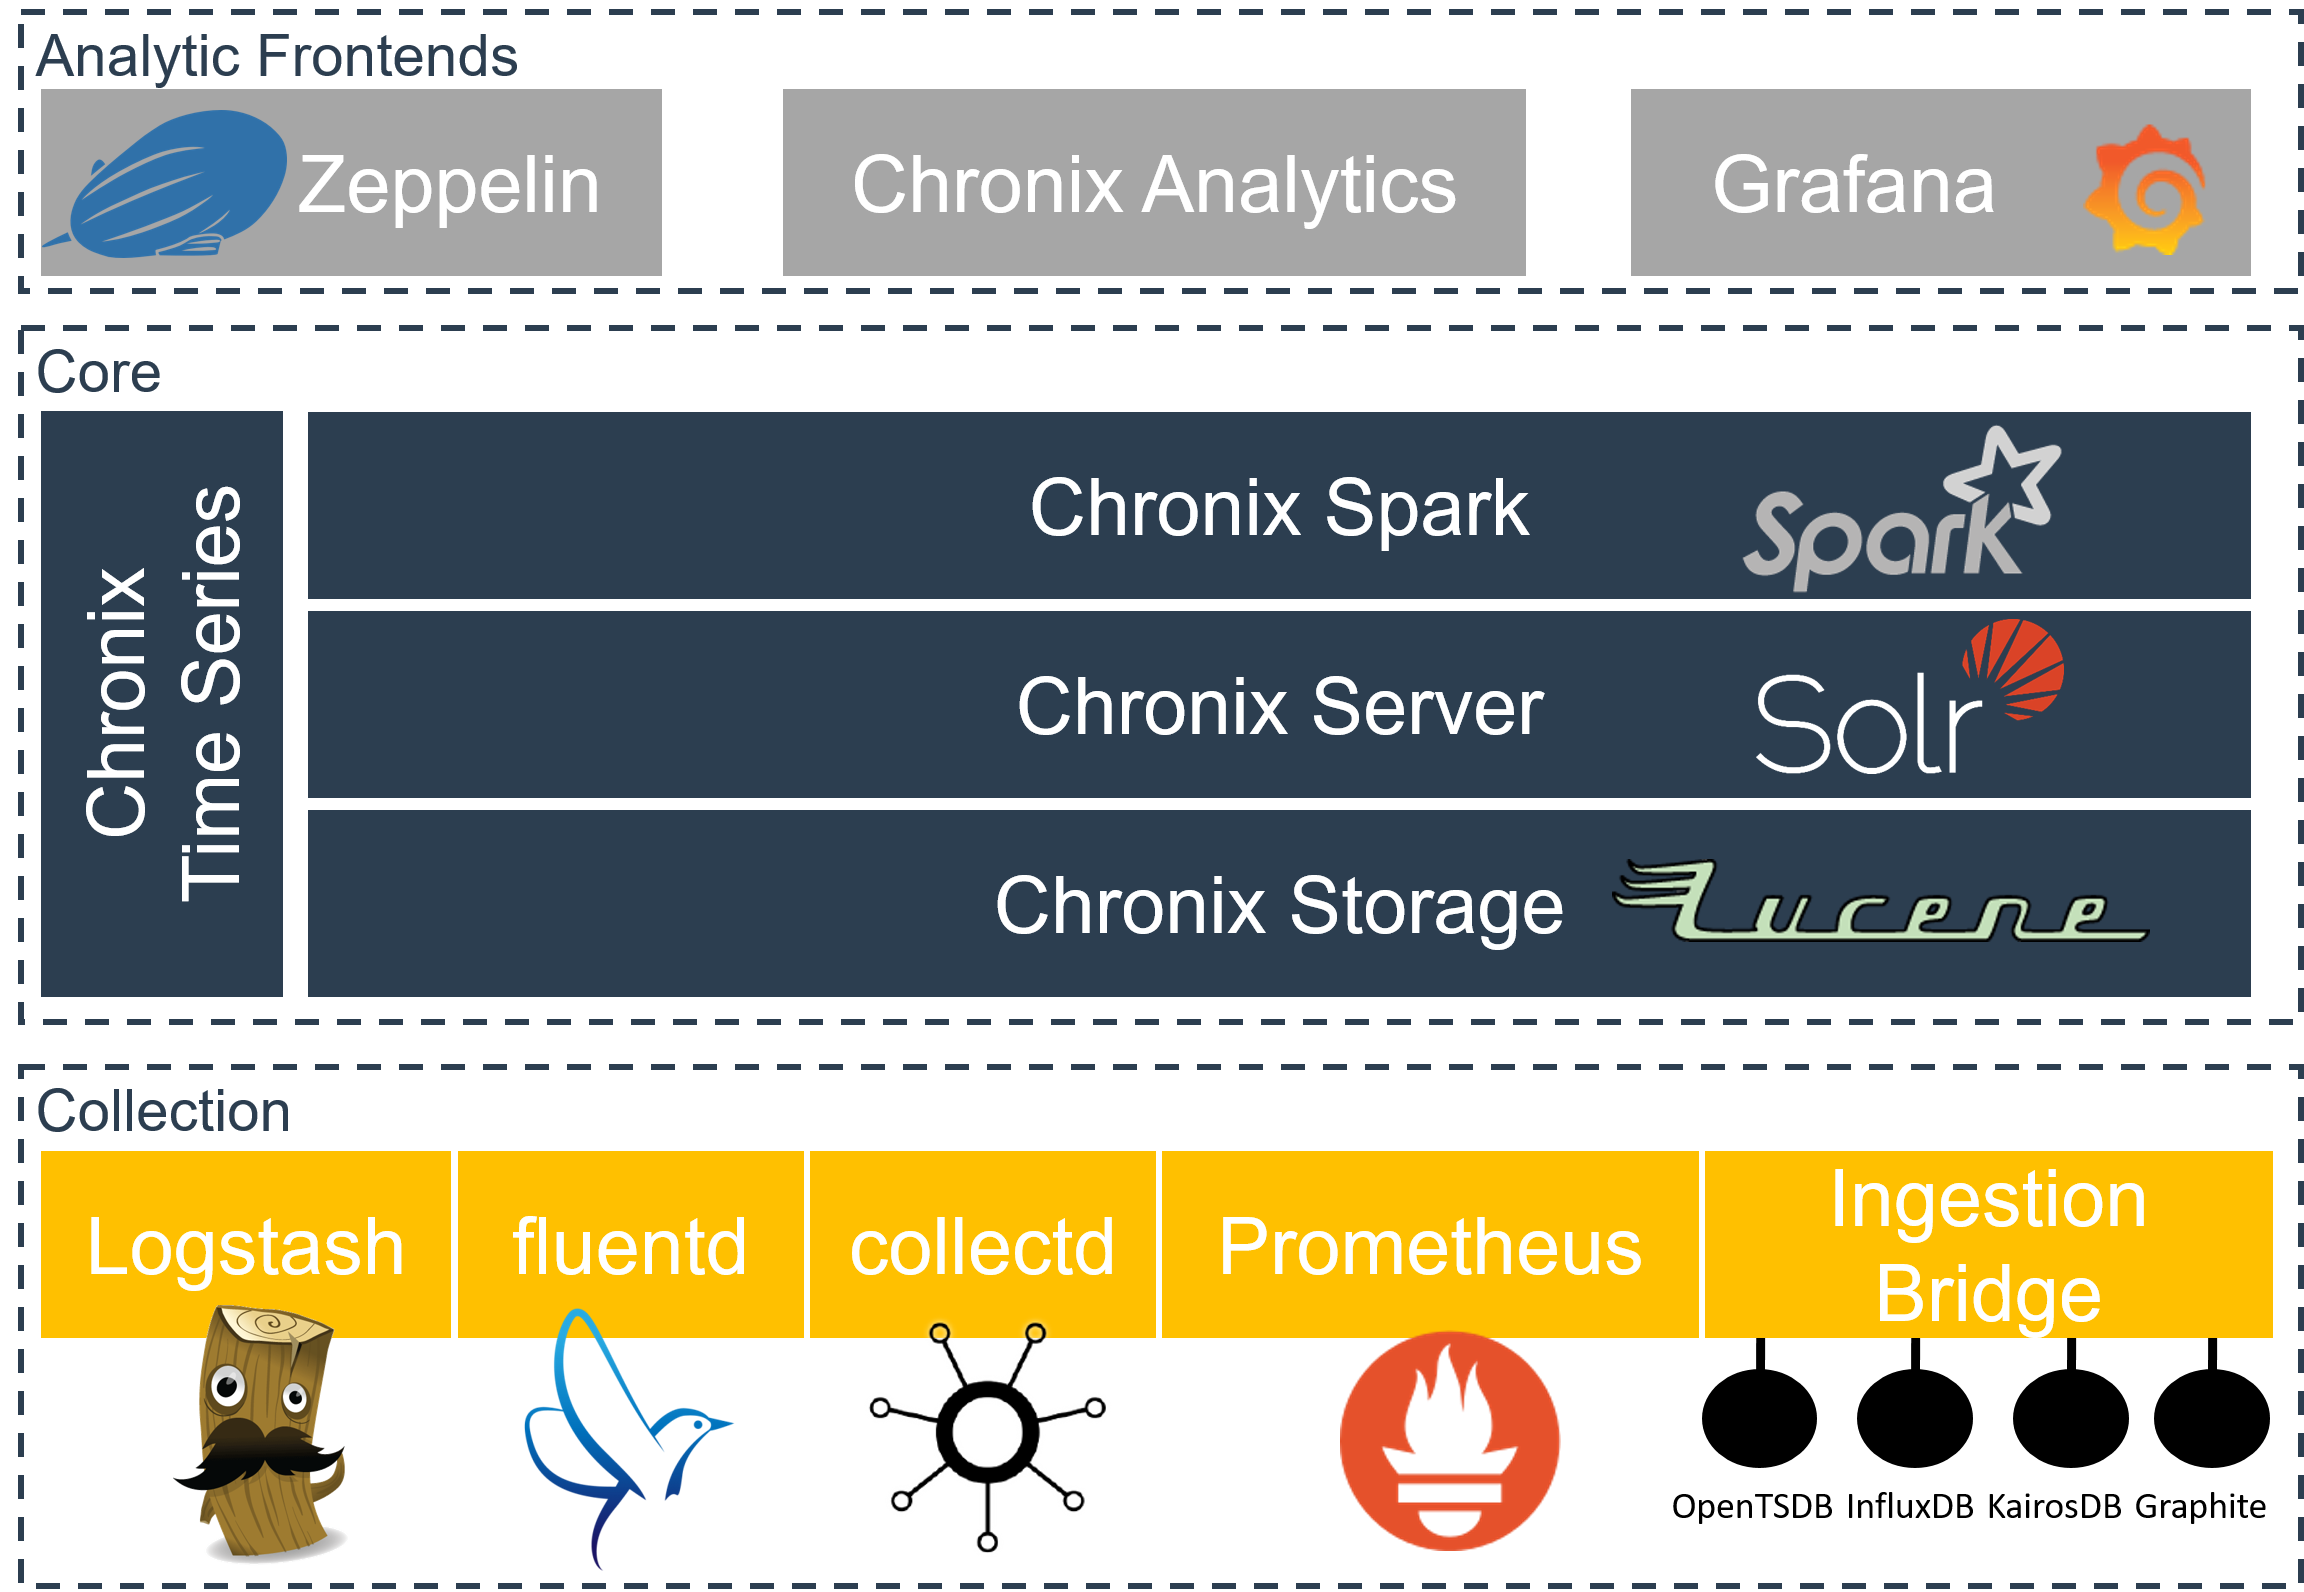 Analytic Frontends
Zeppelin
Chronix Analytics
Grafana
Core
Chronix
Time Series
Chronix Spark
Spark
Chronix Server
Solr
Chronix Storage
Lucene
Collection
Logstash
fluentd
collectd
Prometheus
Ingestion
Bridge
OpenTSDB
InfluxDB
KairosDB
Graphite